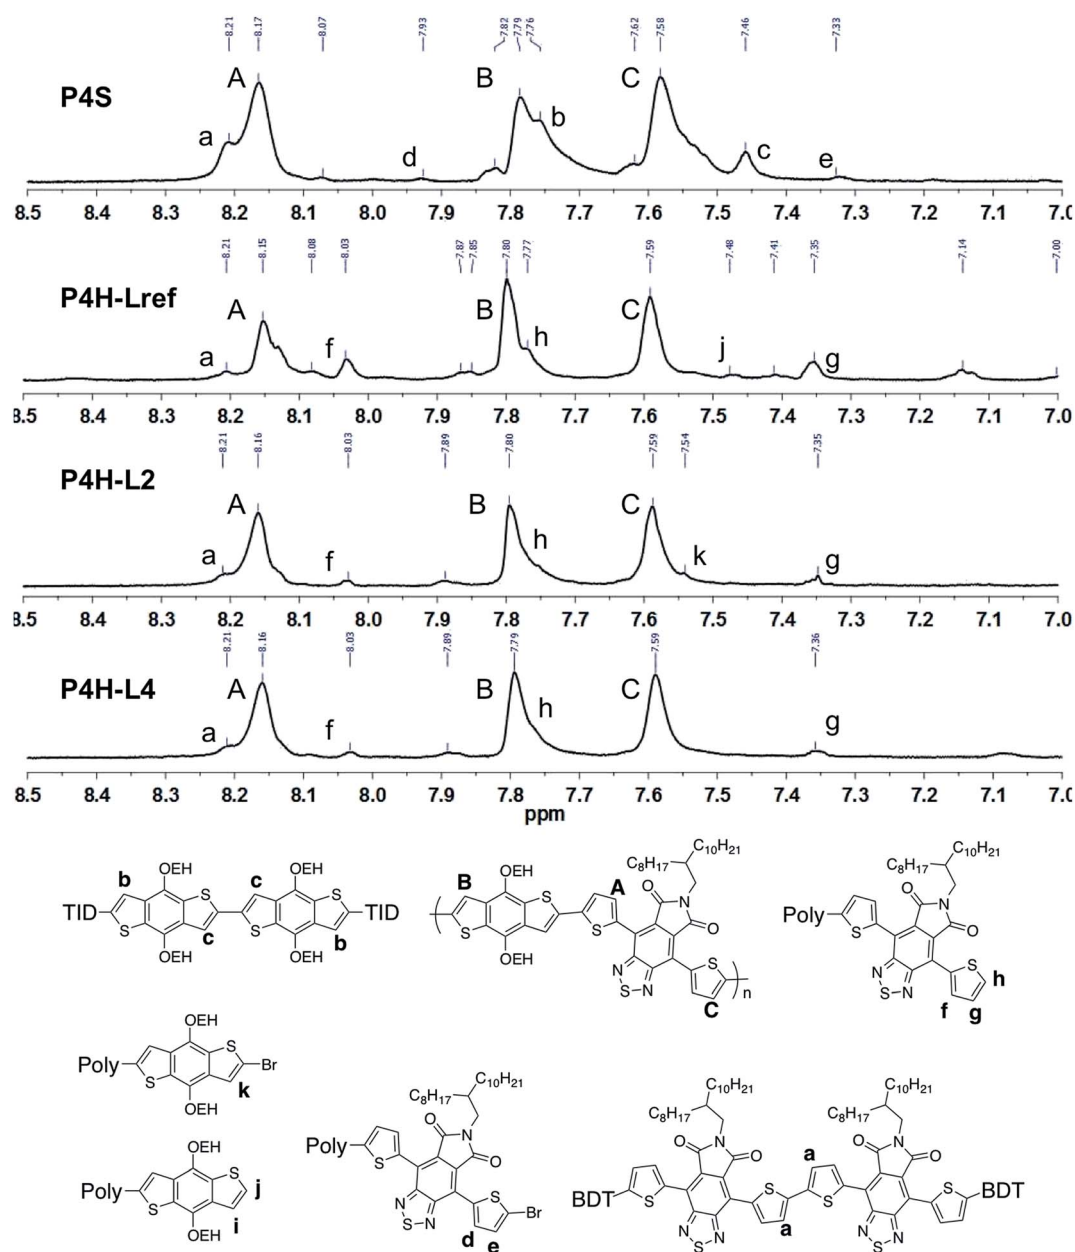 8.21 8.17 8.07 7.93 7.82 7.79 7.76 7.62 7.58 7.46 7.33
P4S
a A d B b C c e
8.5 8.4 8.3 8.2 8.1 8.0 7.9 7.8 7.7 7.6 7.5 7.4 7.3 7.2 7.1 7.0
8.21 8.15 8.08 8.03 7.87 7.85 7.80 7.77 7.59 7.48 7.41 7.35 7.14 7.00
P4H-Lref
a A f B h C j g
8.5 8.4 8.3 8.2 8.1 8.0 7.9 7.8 7.7 7.6 7.5 7.4 7.3 7.2 7.1 7.0
8.21 8.16 8.03 7.89 7.80 7.59 7.54 7.35
P4H-L2
a A f B h C k g
8.5 8.4 8.3 8.2 8.1 8.0 7.9 7.8 7.7 7.6 7.5 7.4 7.3 7.2 7.1 7.0
8.21 8.16 8.03 7.89 7.79 7.59 7.36
P4H-L4
a A f B h C g
8.5 8.4 8.3 8.2 8.1 8.0 7.9 7.8 7.7 7.6 7.5 7.4 7.3 7.2 7.1 7.0
ppm
OEH OEH
b S c S
TID TID
S c S b
OEH OEH
C8H17 C10H21
OEH
B S A O
S N
S O
OEH N S
S N n
C
C8H17 C10H21
Poly S O
N
O
N S h
S N f g
OEH
S
Poly Br
S k
OEH
OEH
S
Poly j
S i
OEH
C8H17 C10H21
Poly O
S N
O
N S Br
S N d e
C8H17 C10H21 C8H17 C10H21
O N O a O N O
BDT S S S S BDT
N S N a N S N